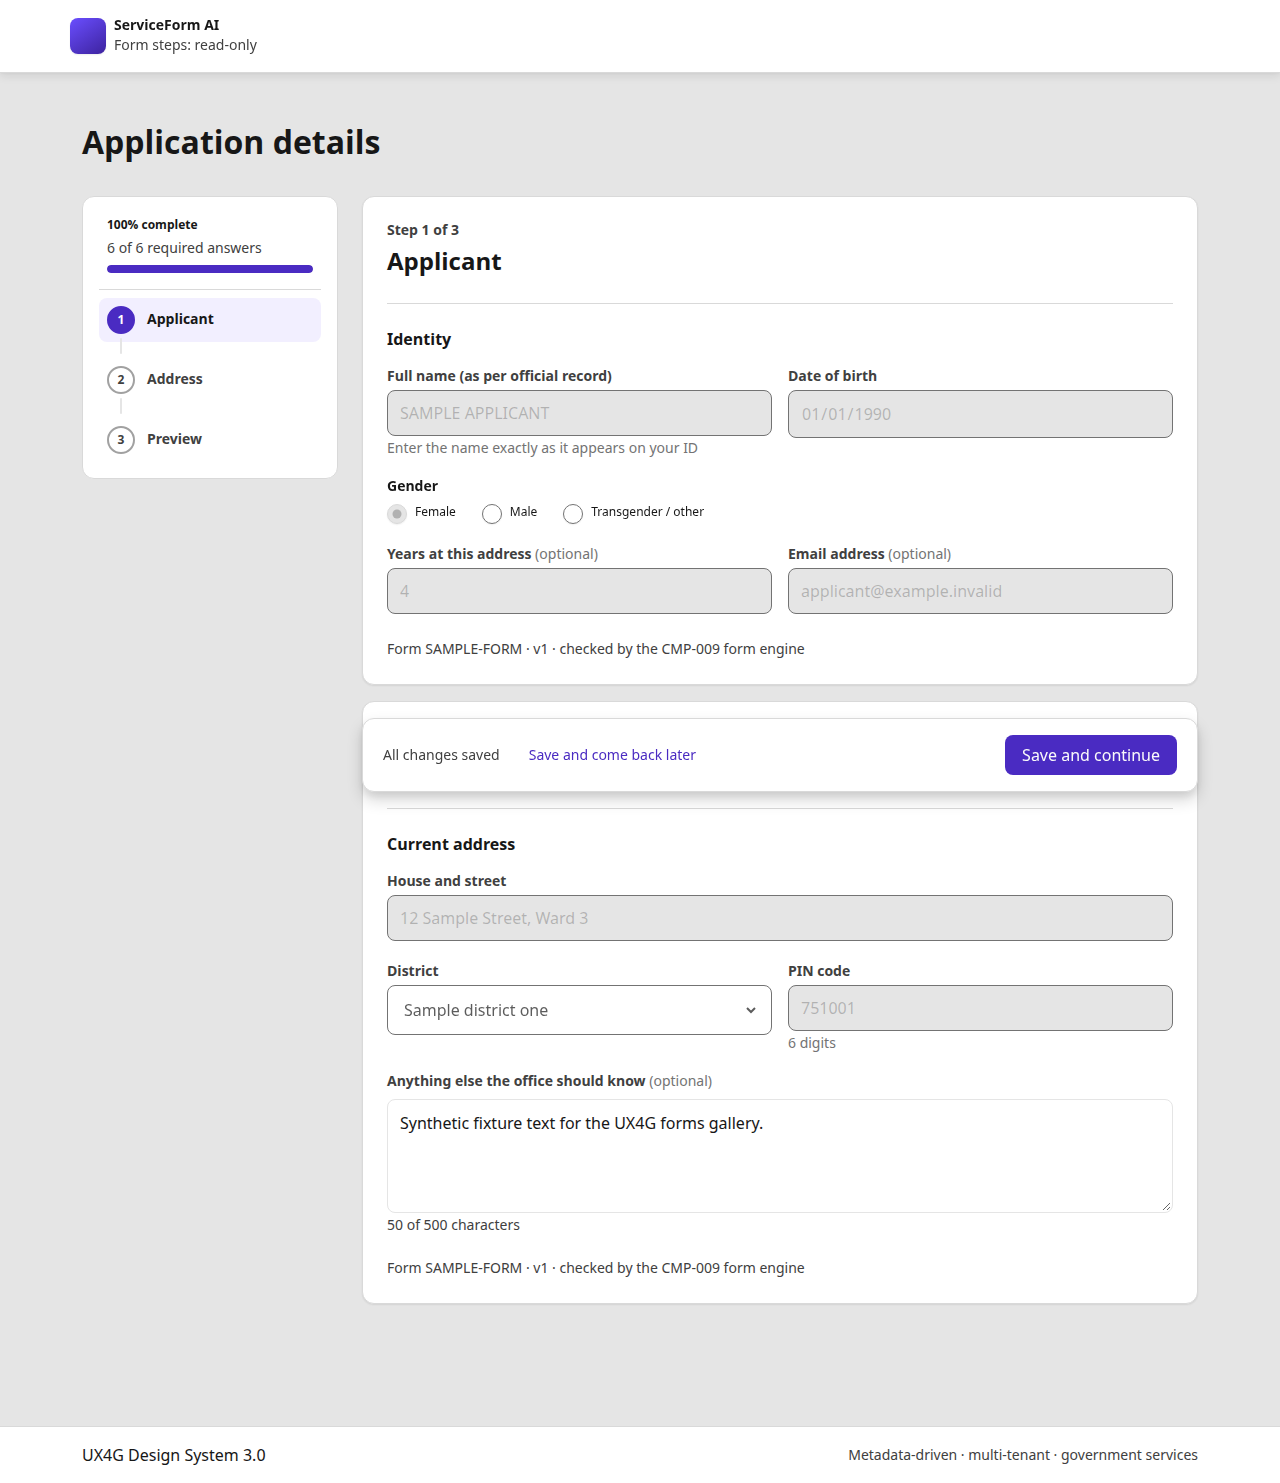 ServiceForm AI
Form steps: read-only
Application details
100% complete
6 of 6 required answers
1 Applicant
2 Address
3 Preview
Step 1 of 3
Applicant
Identity
Full name (as per official record)
SAMPLE APPLICANT
Enter the name exactly as it appears on your ID
Date of birth
01/01/1990
Gender
Female Male Transgender / other
Years at this address (optional)
4
Email address (optional)
applicant@example.invalid
Form SAMPLE-FORM · v1 · checked by the CMP-009 form engine
All changes saved Save and come back later Save and continue
Current address
House and street
12 Sample Street, Ward 3
District
Sample district one
PIN code
751001
6 digits
Anything else the office should know (optional)
Synthetic fixture text for the UX4G forms gallery.
50 of 500 characters
Form SAMPLE-FORM · v1 · checked by the CMP-009 form engine
UX4G Design System 3.0
Metadata-driven · multi-tenant · government services